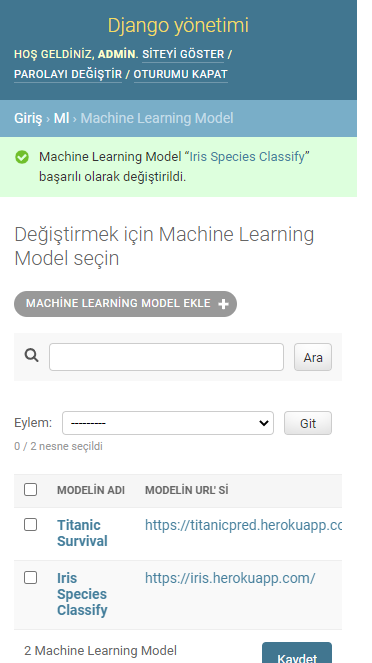 Django yönetimi
HOŞ GELDİNİZ, ADMİN. SİTEYİ GÖSTER /
PAROLAYI DEĞİŞTİR / OTURUMU KAPAT
Giriş › Ml › Machine Learning Model
Machine Learning Model “Iris Species Classify”
başarılı olarak değiştirildi.
Değiştirmek için Machine Learning
Model seçin
MACHİNE LEARNİNG MODEL EKLE +
Ara
Eylem: --------- Git
0 / 2 nesne seçildi
MODELİN ADI MODELİN URL' Sİ
Titanic
Survival
https://titanicpred.herokuapp.co
Iris
Species
Classify
https://iris.herokuapp.com/
2 Machine Learning Model
Kaydet